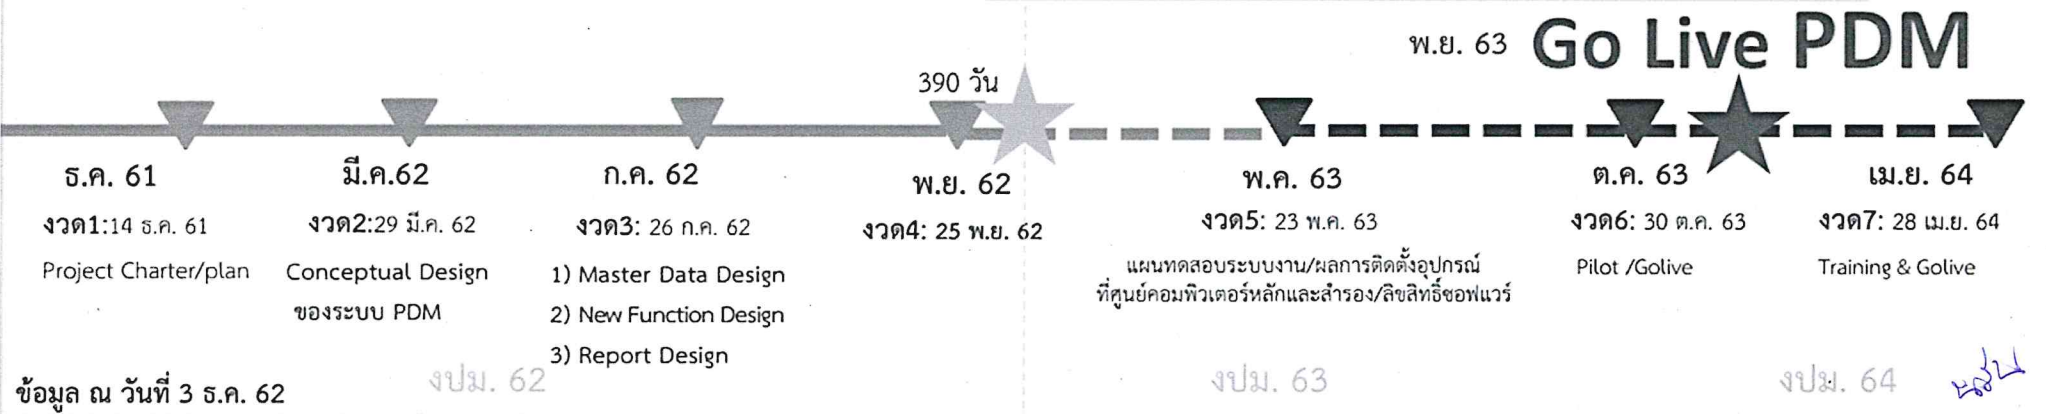 พ.ย. 63 Go Live PDM
390 วัน
ธ.ค. 61
งวด1:14 ธ.ค. 61
Project Charter/plan
มี.ค.62
งวด2:29 มี.ค. 62
Conceptual Design
ของระบบ PDM
ก.ค. 62
งวด3: 26 ก.ค. 62
1) Master Data Design
2) New Function Design
3) Report Design
พ.ย. 62
งวด4: 25 พ.ย. 62
พ.ค. 63
งวด5: 23 พ.ค. 63
แผนทดสอบระบบงาน/ผลการติดตั้งอุปกรณ์
ที่ศูนย์คอมพิวเตอร์หลักและสำรอง/ลิขสิทธิ์ซอฟแวร์
ต.ค. 63
งวด6: 30 ต.ค. 63
Pilot /Golive
เม.ย. 64
งวด7: 28 เม.ย. 64
Training & Golive
งปม. 62
งปม. 63
งปม. 64
ข้อมูล ณ วันที่ 3 ธ.ค. 62